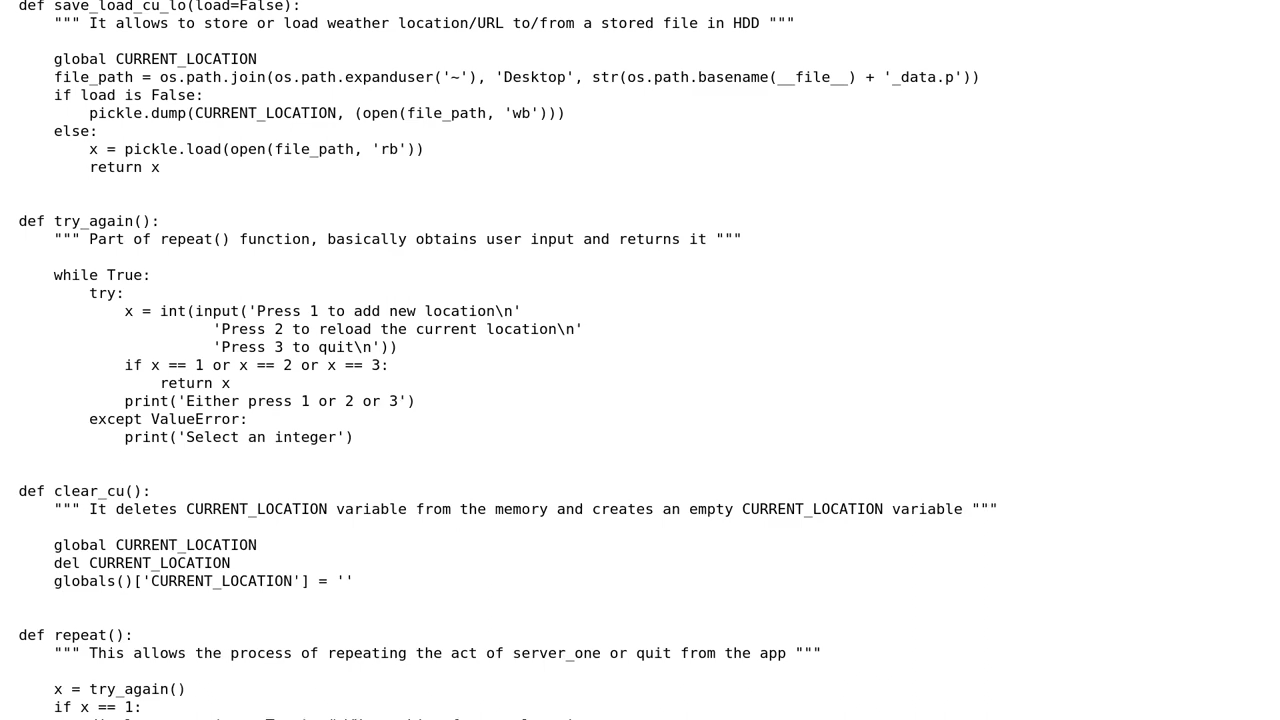 def save_load_cu_lo(load=False):
    """ It allows to store or load weather location/URL to/from a stored file in HDD """

    global CURRENT_LOCATION
    file_path = os.path.join(os.path.expanduser('~'), 'Desktop', str(os.path.basename(__file__) + '_data.p'))
    if load is False:
        pickle.dump(CURRENT_LOCATION, (open(file_path, 'wb')))
    else:
        x = pickle.load(open(file_path, 'rb'))
        return x


def try_again():
    """ Part of repeat() function, basically obtains user input and returns it """

    while True:
        try:
            x = int(input('Press 1 to add new location\n'
                      'Press 2 to reload the current location\n'
                      'Press 3 to quit\n'))
            if x == 1 or x == 2 or x == 3:
                return x
            print('Either press 1 or 2 or 3')
        except ValueError:
            print('Select an integer')


def clear_cu():
    """ It deletes CURRENT_LOCATION variable from the memory and creates an empty CURRENT_LOCATION variable """

    global CURRENT_LOCATION
    del CURRENT_LOCATION
    globals()['CURRENT_LOCATION'] = ''


def repeat():
    """ This allows the process of repeating the act of server_one or quit from the app """

    x = try_again()
    if x == 1: